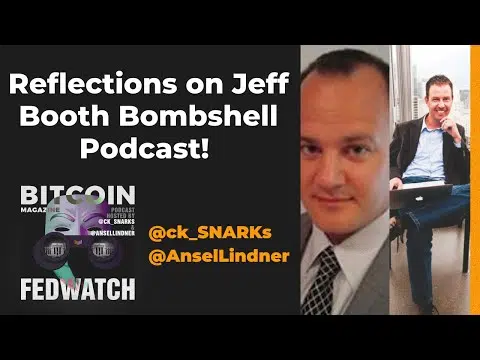 Reflections on Jeff
Booth Bombshell
Podcast!
BITCOIN
MAGAZINE
PODCAST
HOSTED BY
@CK_SNARKS
&
@ANSELLINDNER
FEDWATCH
@ck_SNARKs
@AnselLindner